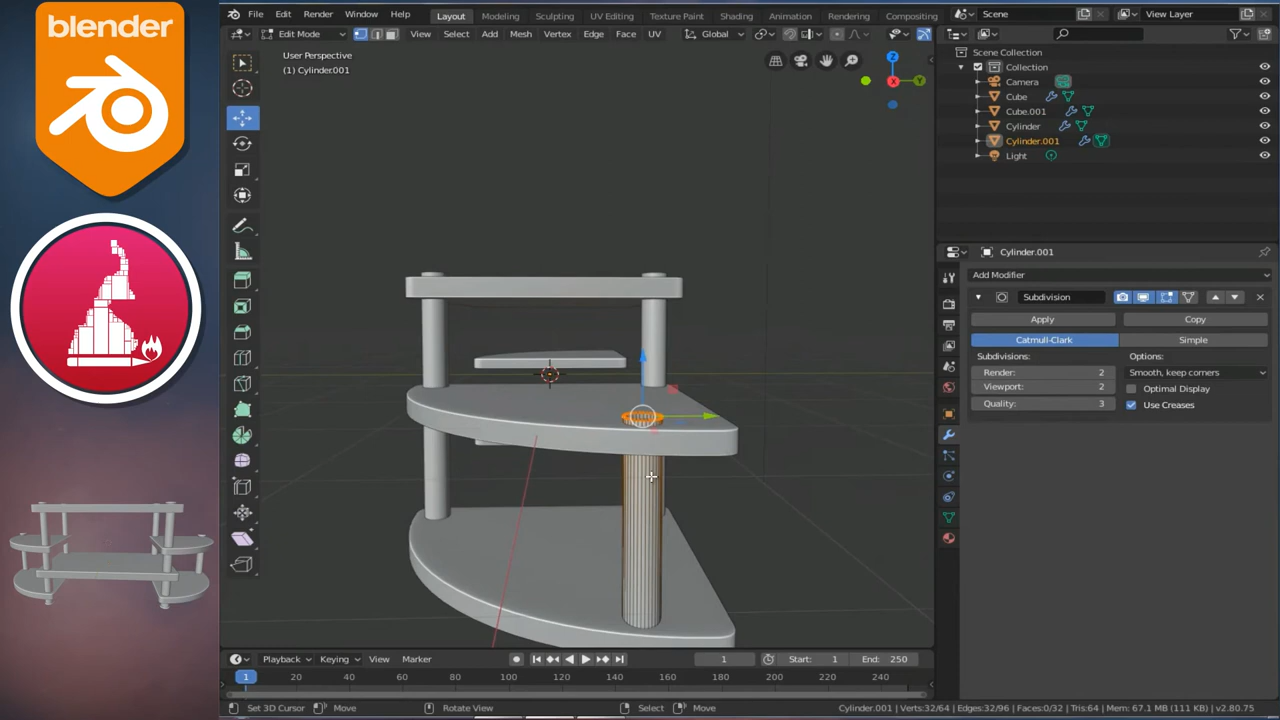 blender
File Edit Render Window Help
Layout Modeling Sculpting UV Editing Texture Paint Shading Animation Rendering Compositing
Scene
View Layer
Edit Mode View Select Add Mesh Vertex Edge Face UV Global
User Perspective
(1) Cylinder.001
Z
X
Y
Scene Collection
Collection
Camera
Cube
Cube.001
Cylinder
Cylinder.001
Light
Cylinder.001
Add Modifier
Subdivision
Apply Copy
Catmull-Clark Simple
Subdivisions: Options:
Render: 2 Smooth, keep corners
Viewport: 2 Optimal Display
Quality: 3 Use Creases
Playback Keying View Marker 1 Start: 1 End: 250
1 20 40 60 80 100 120 140 160 180 200 220 240
Set 3D Cursor Move Rotate View Select Move Cylinder.001 | Verts:32/64 | Edges:32/96 | Faces:0/32 | Tris:64 | Mem: 67.1 MB (111 KB) | v2.80.75